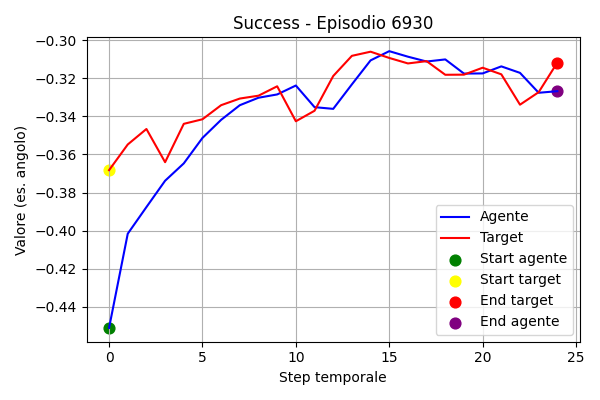 Success - Episodio 6930
Valore (es. angolo)
−0.30
−0.32
−0.34
−0.36
−0.38
−0.40
−0.42
−0.44
Agente
Target
Start agente
Start target
End target
End agente
0
5
10
15
20
25
Step temporale